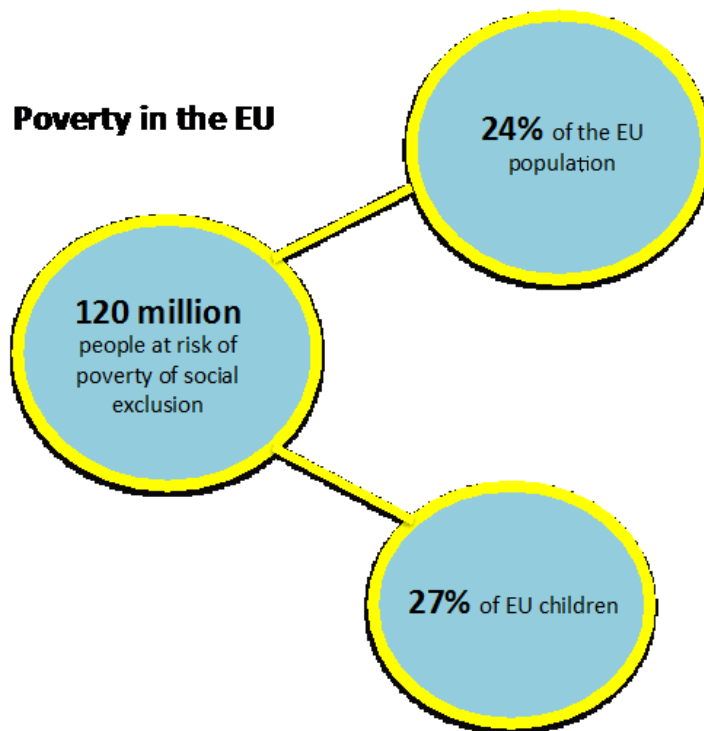 Poverty in the EU
24% of the EU
population
120 million
people at risk of
poverty of social
exclusion
27% of EU children